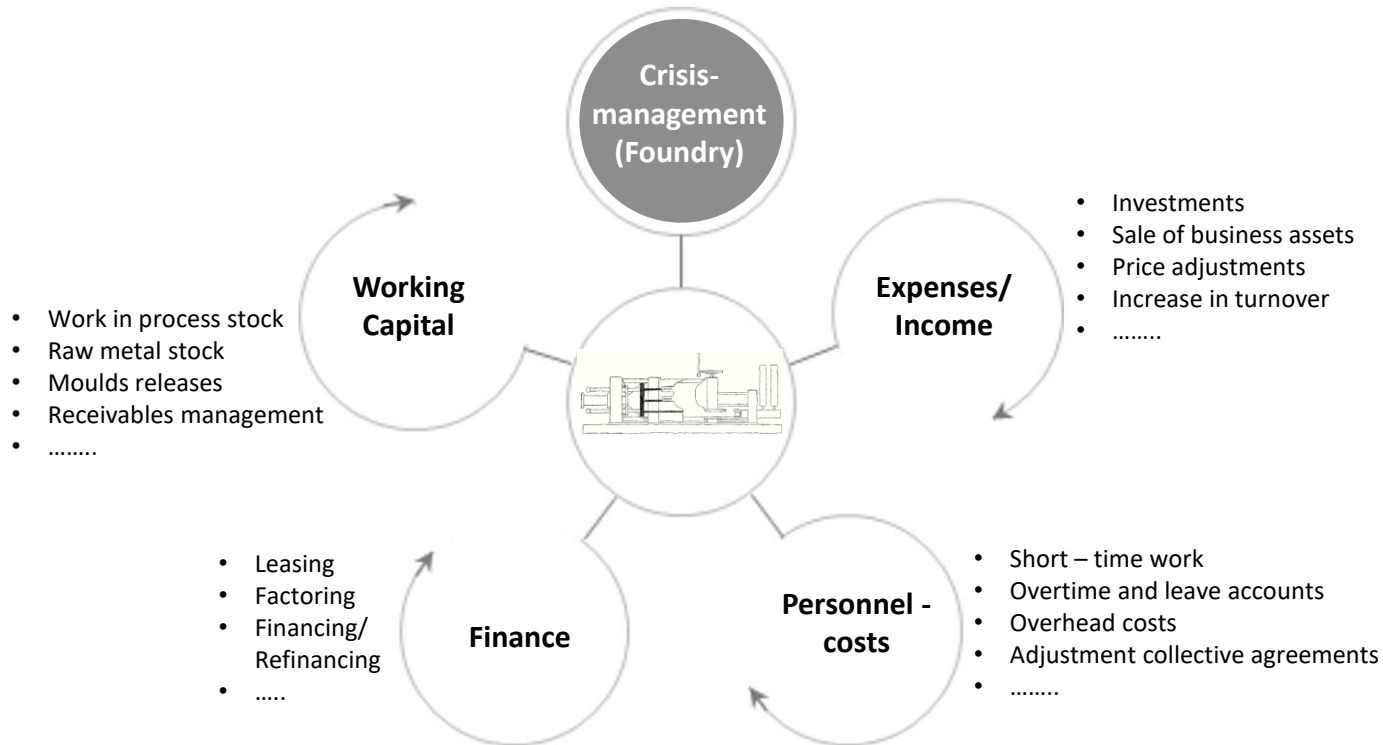 Crisis-
management
(Foundry)
Working
Capital
• Work in process stock
• Raw metal stock
• Moulds releases
• Receivables management
• ……..
Expenses/
Income
• Investments
• Sale of business assets
• Price adjustments
• Increase in turnover
• ……..
Finance
• Leasing
• Factoring
• Financing/
Refinancing
• …..
Personnel -
costs
• Short – time work
• Overtime and leave accounts
• Overhead costs
• Adjustment collective agreements
• ……..